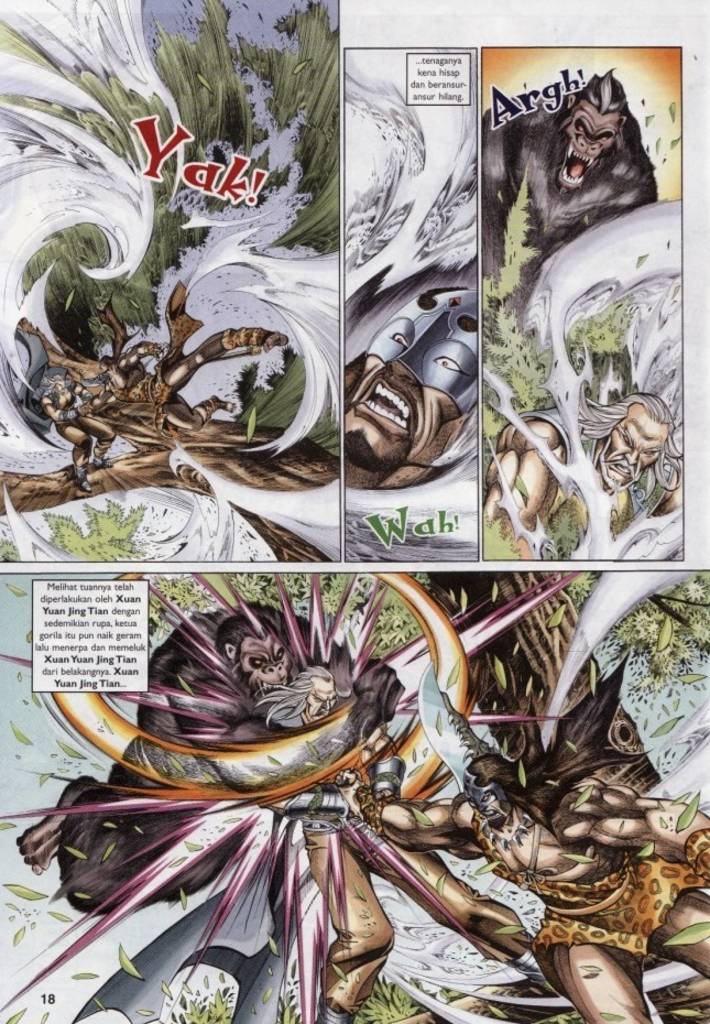 Yak!
...tenaganya
kena hisap
dan beransur-
ansur hilang.
Wah!
Argh!
Melihat tuannya telah
diperlakukan oleh Xuan
Yuan Jing Tian dengan
sedemikian rupa, ketua
gorila itu pun naik geram
lalu menerpa dan memeluk
Xuan Yuan Jing Tian
dari belakangnya. Xuan
Yuan Jing Tian...
18